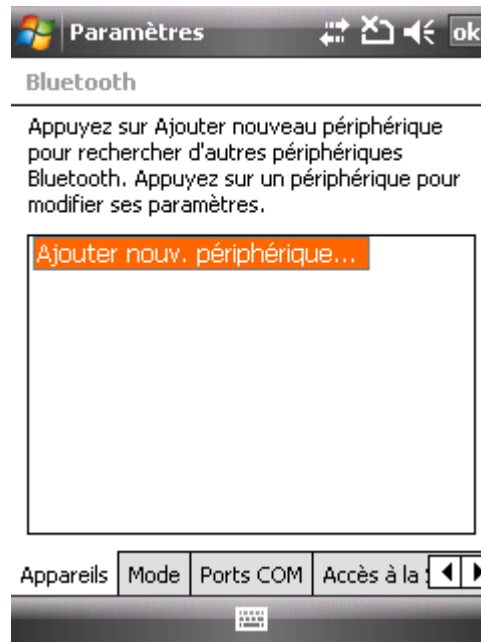 Paramètres
ok
Bluetooth
Appuyez sur Ajouter nouveau périphérique
pour rechercher d'autres périphériques
Bluetooth. Appuyez sur un périphérique pour
modifier ses paramètres.
Ajouter nouv. périphérique...
Appareils Mode Ports COM Accès à la